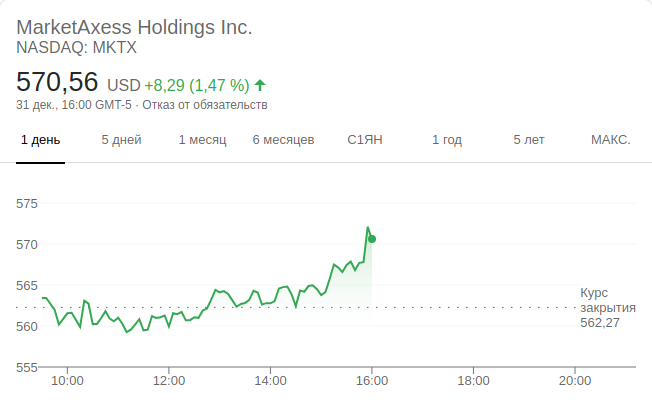 MarketAxess Holdings Inc.
NASDAQ: MKTX
570,56 USD +8,29 (1,47 %)
31 дек., 16:00 GMT-5 · Отказ от обязательств
1 день 5 дней 1 месяц 6 месяцев С1ЯН 1 год 5 лет МАКС.
575
570
565
560
555
Курс
закрытия
562,27
10:00 12:00 14:00 16:00 18:00 20:00